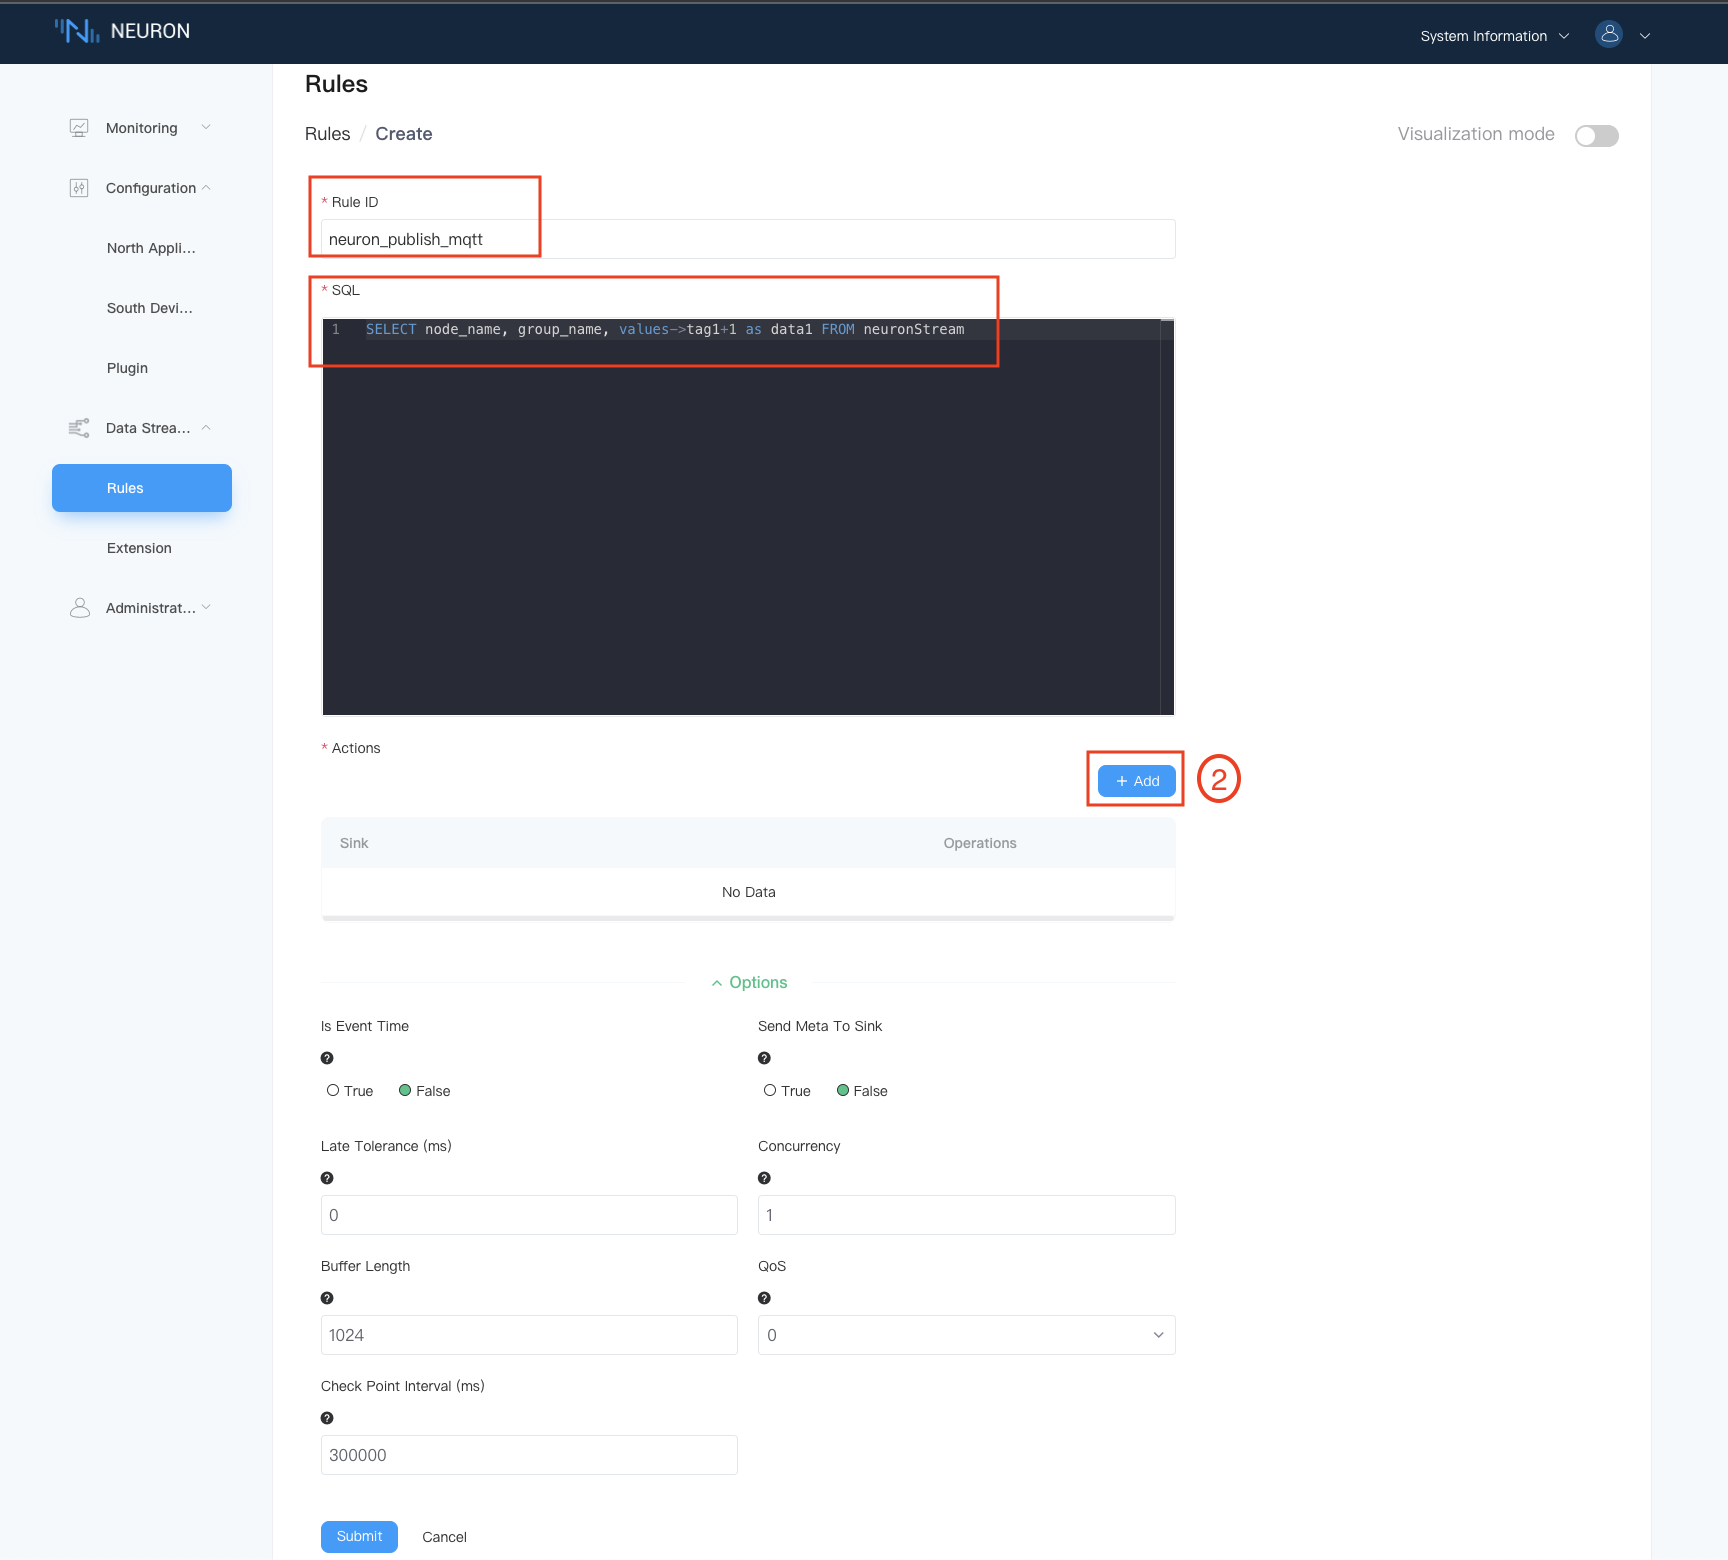 NEURON
System Information
Rules
Monitoring
Rules / Create
Visualization mode
Configuration
* Rule ID
neuron_publish_mqtt
North Appli...
* SQL
South Devi...
1 SELECT node_name, group_name, values->tag1+1 as data1 FROM neuronStream
Plugin
Data Strea...
Rules
Extension
Administrat...
* Actions
+ Add
2
Sink Operations
No Data
Options
Is Event Time Send Meta To Sink
? ?
True False True False
Late Tolerance (ms) Concurrency
? ?
0 1
Buffer Length QoS
? ?
1024 0
Check Point Interval (ms)
?
300000
Submit Cancel